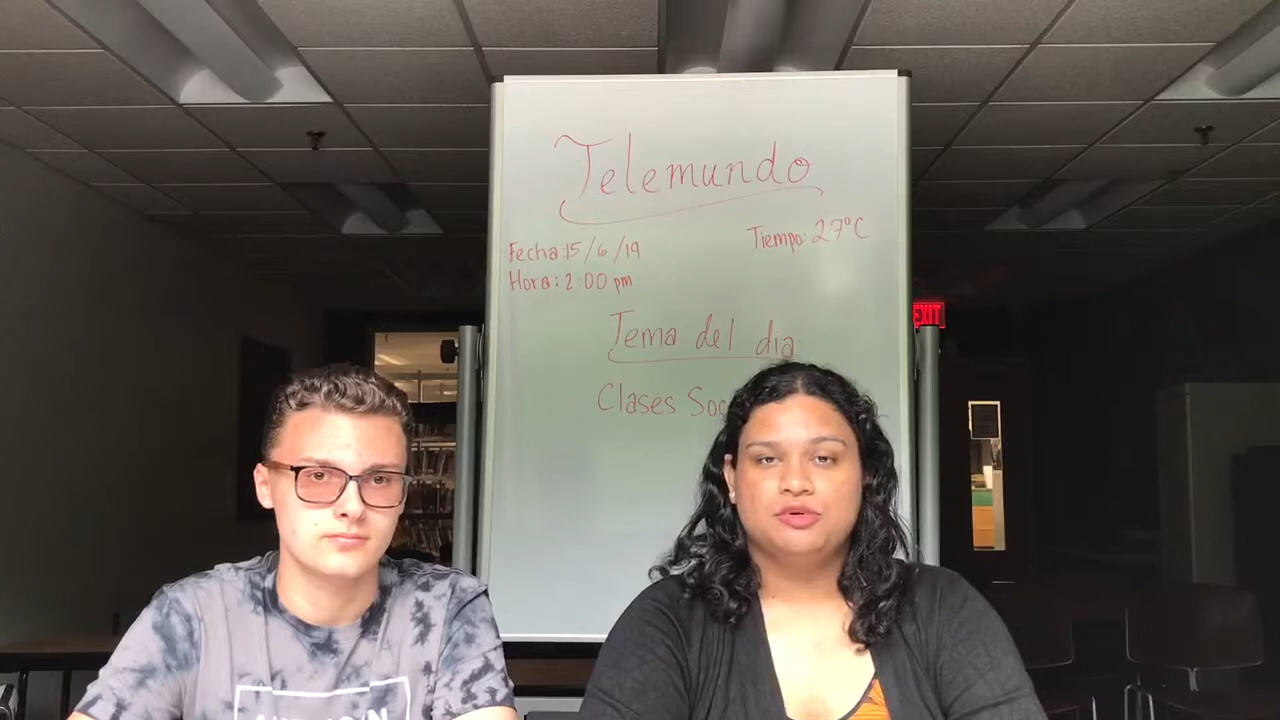 Telemundo
Fecha:15/6/19
Tiempo: 27°C
Hora: 2:00 pm
EXIT
Tema del dia
Clases